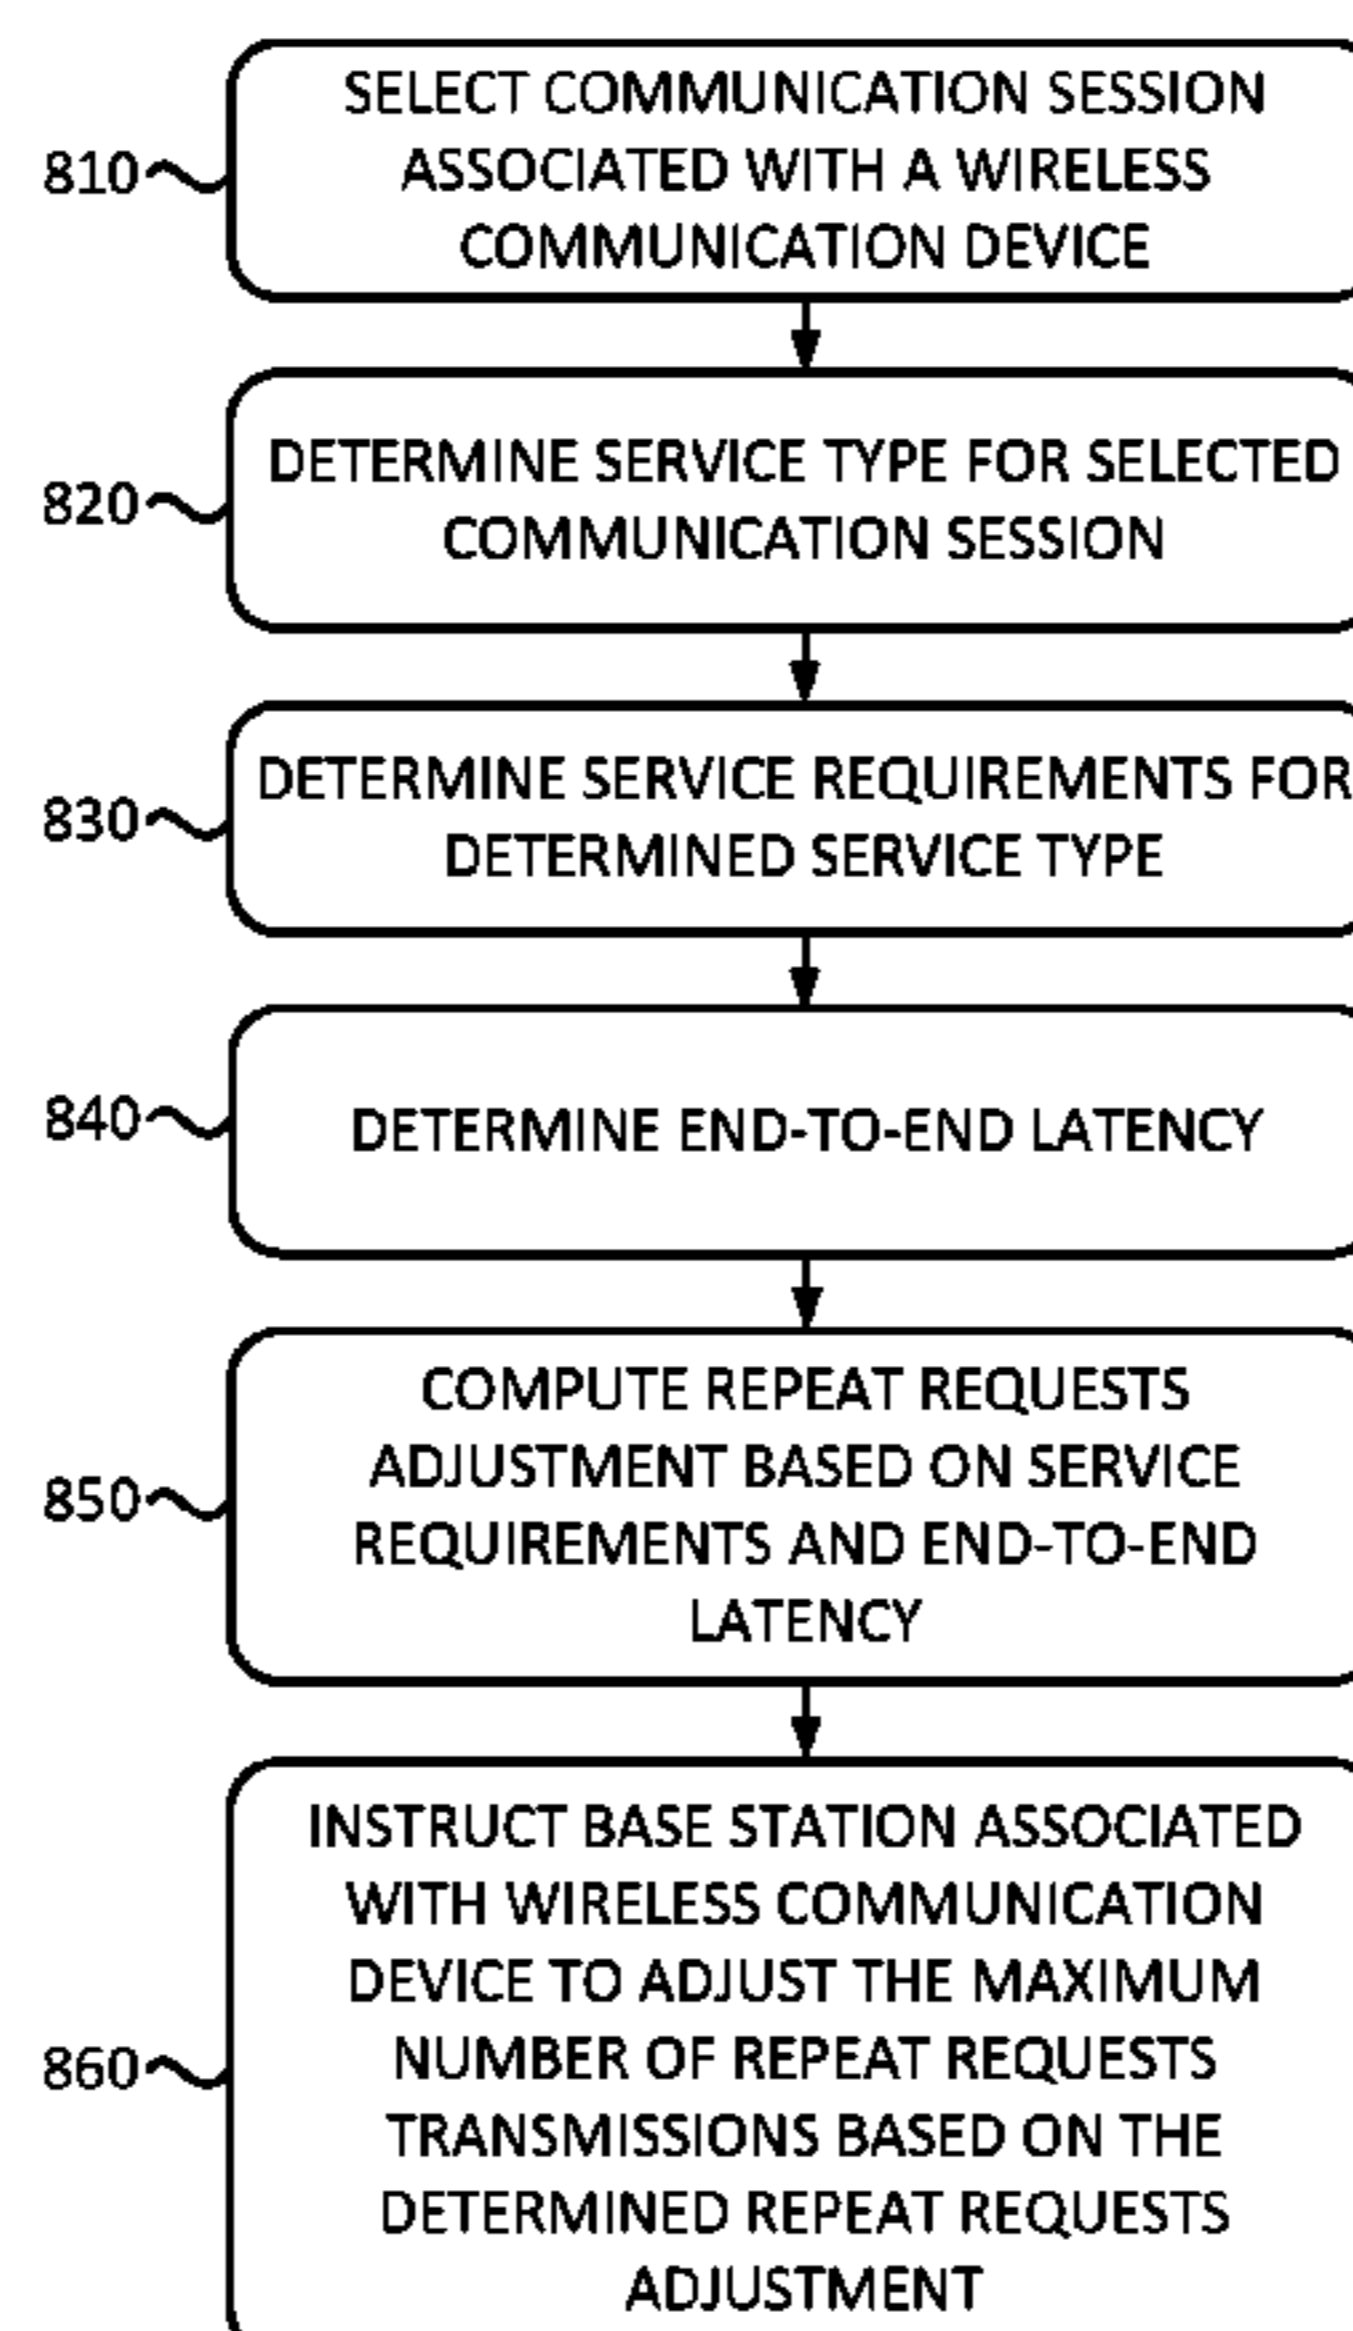 SELECT COMMUNICATION SESSION
810 ASSOCIATED WITH A WIRELESS
COMMUNICATION DEVICE
DETERMINE SERVICE TYPE FOR SELECTED
820
COMMUNICATION SESSION
DETERMINE SERVICE REQUIREMENTS FOR
830
DETERMINED SERVICE TYPE
840 DETERMINE END-TO-END LATENCY
COMPUTE REPEAT REQUESTS
ADJUSTMENT BASED ON SERVICE
850
REQUIREMENTS AND END-TO-END
LATENCY
INSTRUCT BASE STATION ASSOCIATED
WITH WIRELESS COMMUNICATION
DEVICE TO ADJUST THE MAXIMUM
860 NUMBER OF REPEAT REQUESTS
TRANSMISSIONS BASED ON THE
DETERMINED REPEAT REQUESTS
ADJUSTMENT